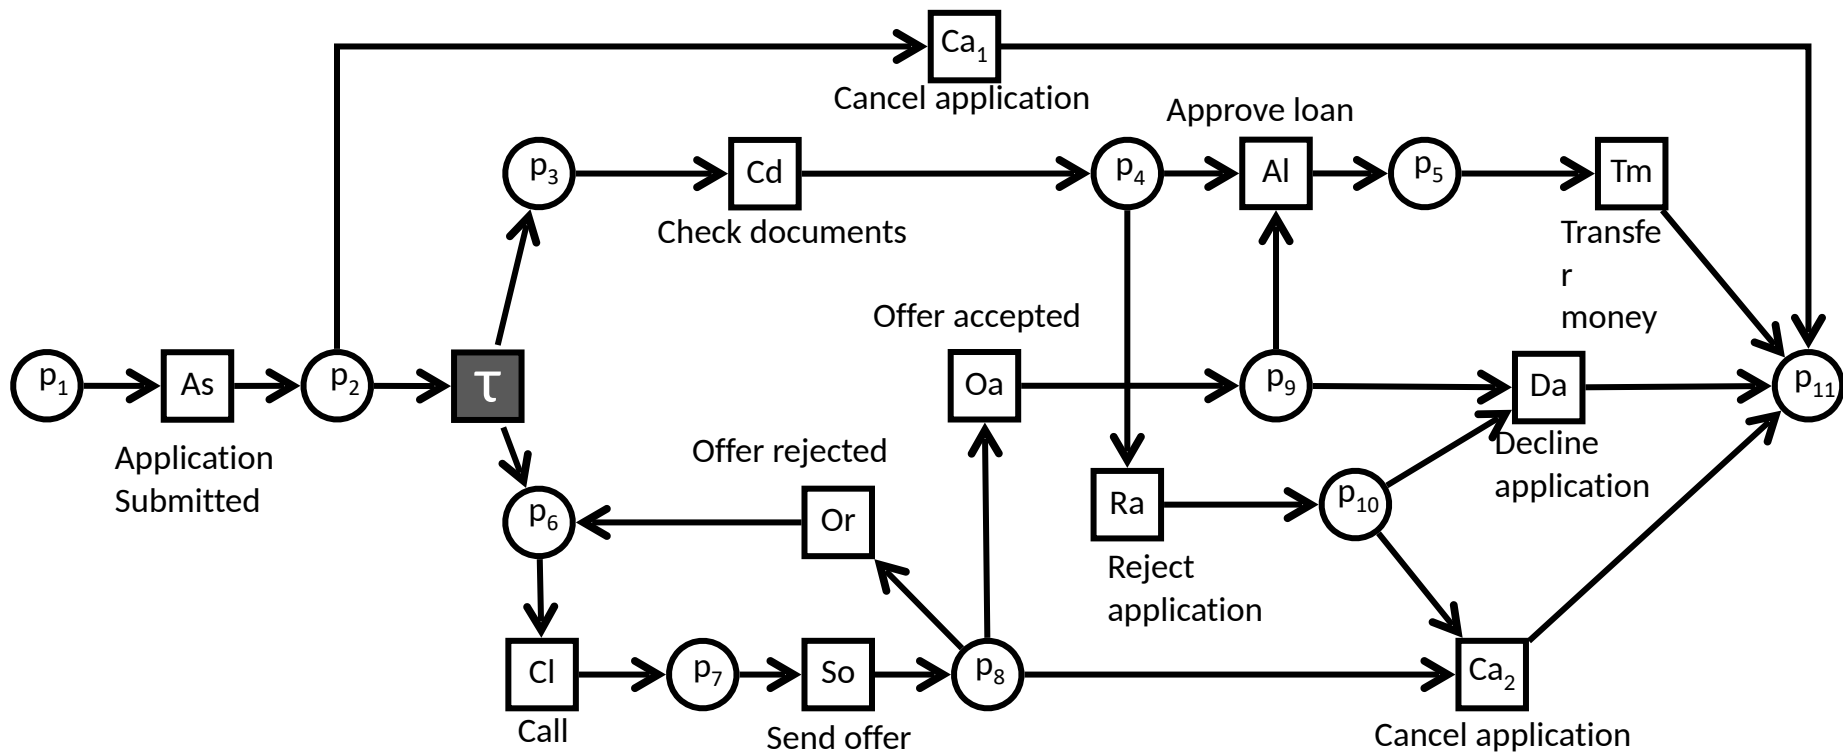 Ca1
Cancel application
Approve loan
p3
Cd
p4
Al
p5
Tm
Check documents
Transfe
r
money
Offer accepted
p1
As
p2
τ
Oa
p9
Da
p11
Application
Submitted
Offer rejected
Decline
application
p6
Or
Ra
p10
Reject
application
Cl
p7
So
p8
Ca2
Call
Send offer
Cancel application